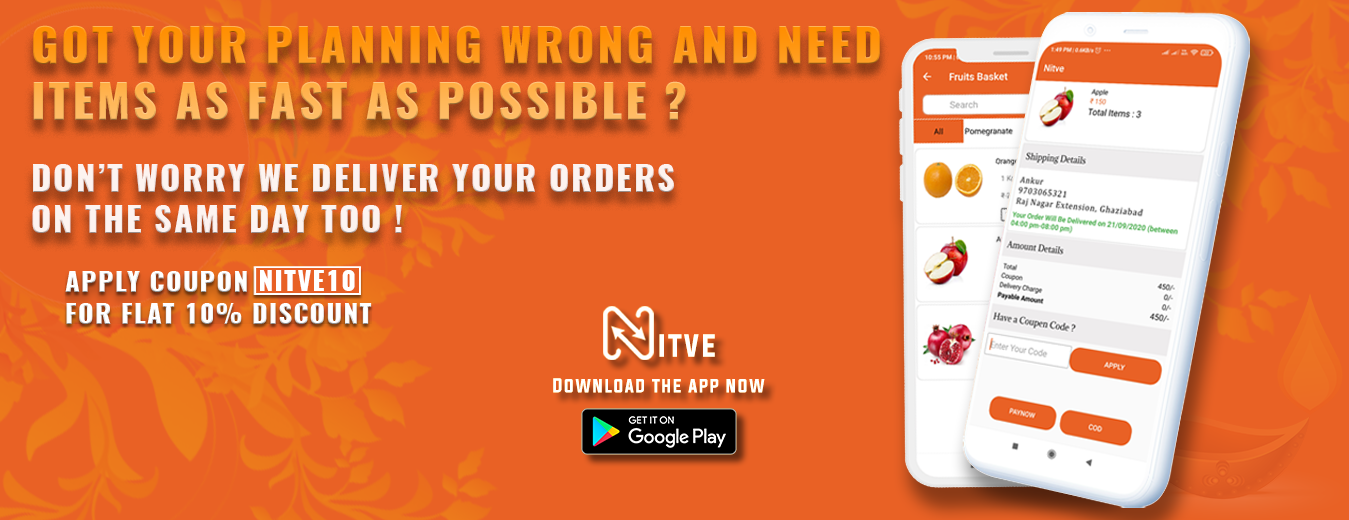 GOT YOUR PLANNING WRONG AND NEED
ITEMS AS FAST AS POSSIBLE ?
DON'T WORRY WE DELIVER YOUR ORDERS
ON THE SAME DAY TOO !
APPLY COUPON NITVE10
FOR FLAT 10% DISCOUNT
NITVE
DOWNLOAD THE APP NOW
GET IT ON
Google Play
10:55 PM
Fruits Basket
Search
All Pomegranate
1:49 PM | 0.6KB/s
Nitve
Apple
₹ 150
Total Items : 3
Shipping Details
Ankur
9703065321
Raj Nagar Extension, Ghaziabad
Your Order Will Be Delivered on 21/09/2020 (between
04:00 pm-08:00 pm)
Amount Details
Total 450/-
Coupon 0/-
Delivery Charge 0/-
Payable Amount 450/-
Have a Coupen Code ?
Enter Your Code
APPLY
PAYNOW
COD